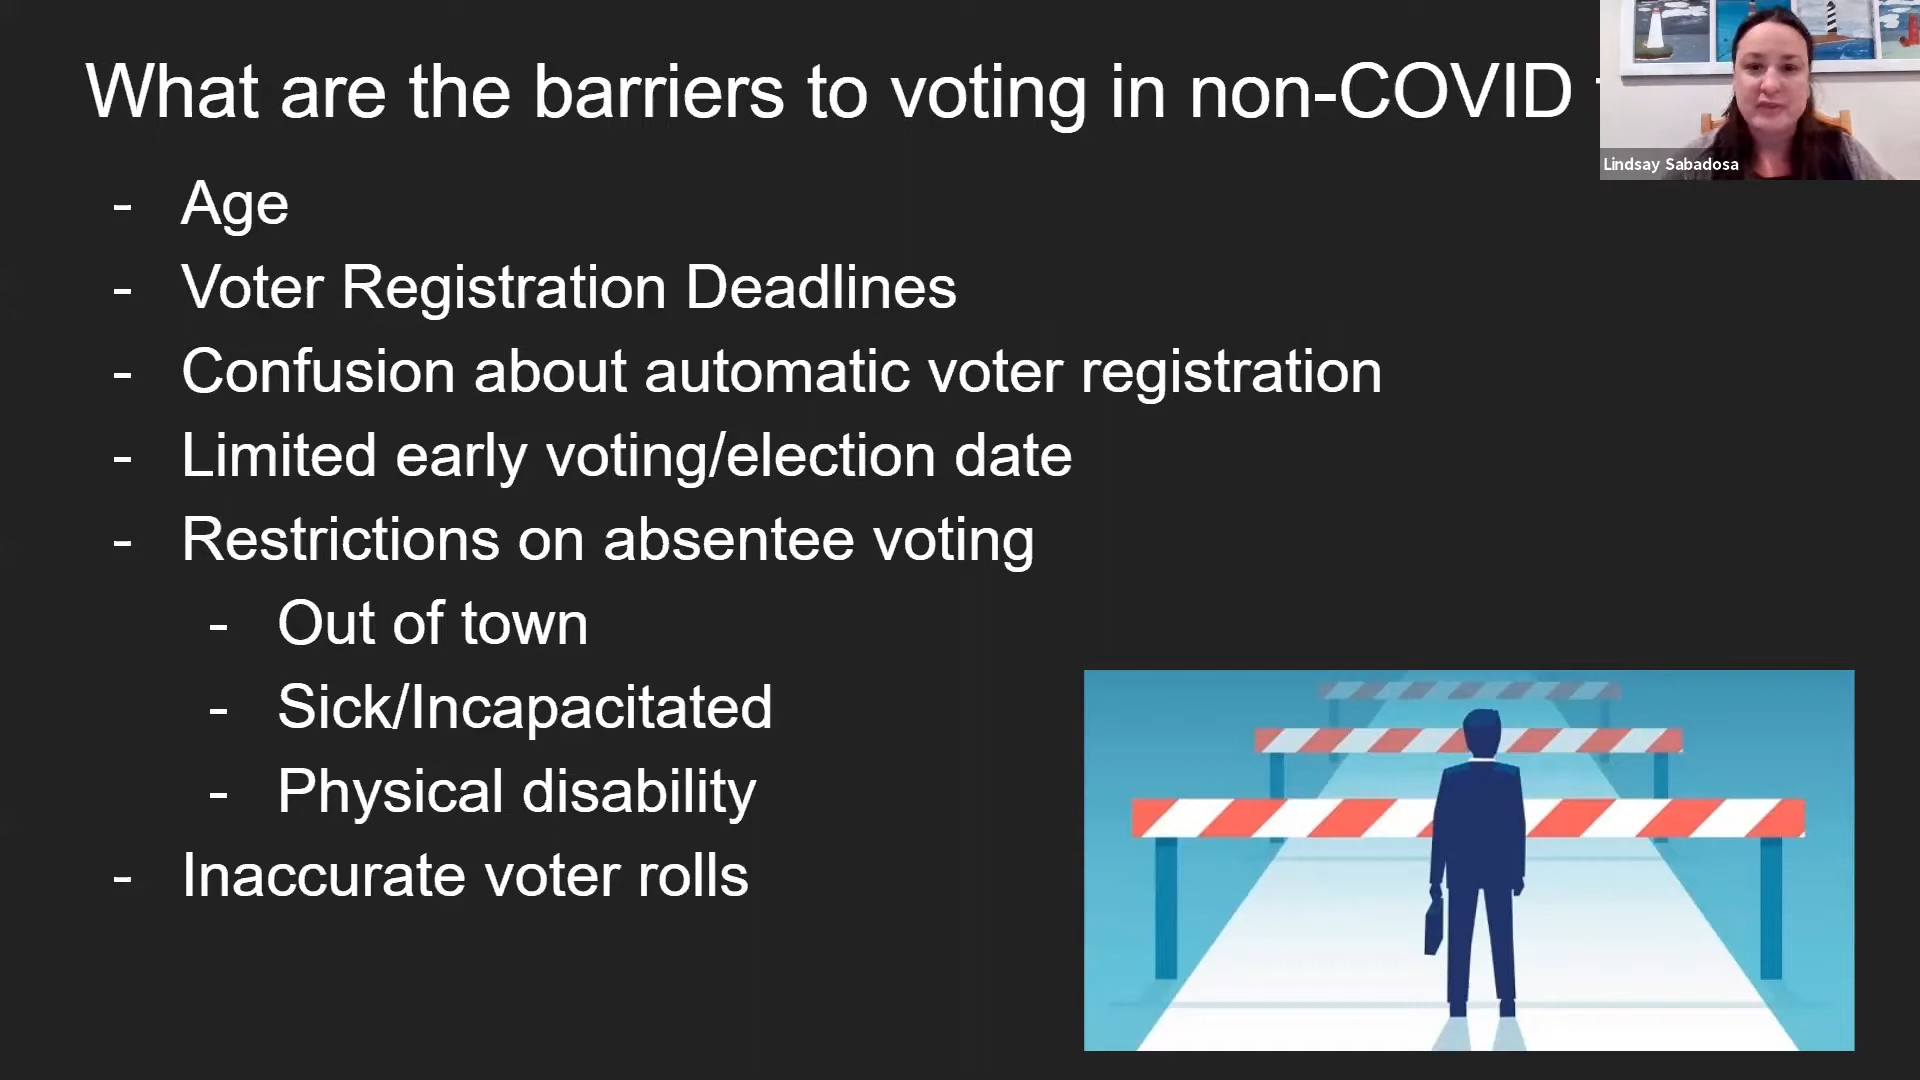 What are the barriers to voting in non-COVID
Lindsay Sabadosa
- Age
- Voter Registration Deadlines
- Confusion about automatic voter registration
- Limited early voting/election date
- Restrictions on absentee voting
- Out of town
- Sick/Incapacitated
- Physical disability
- Inaccurate voter rolls